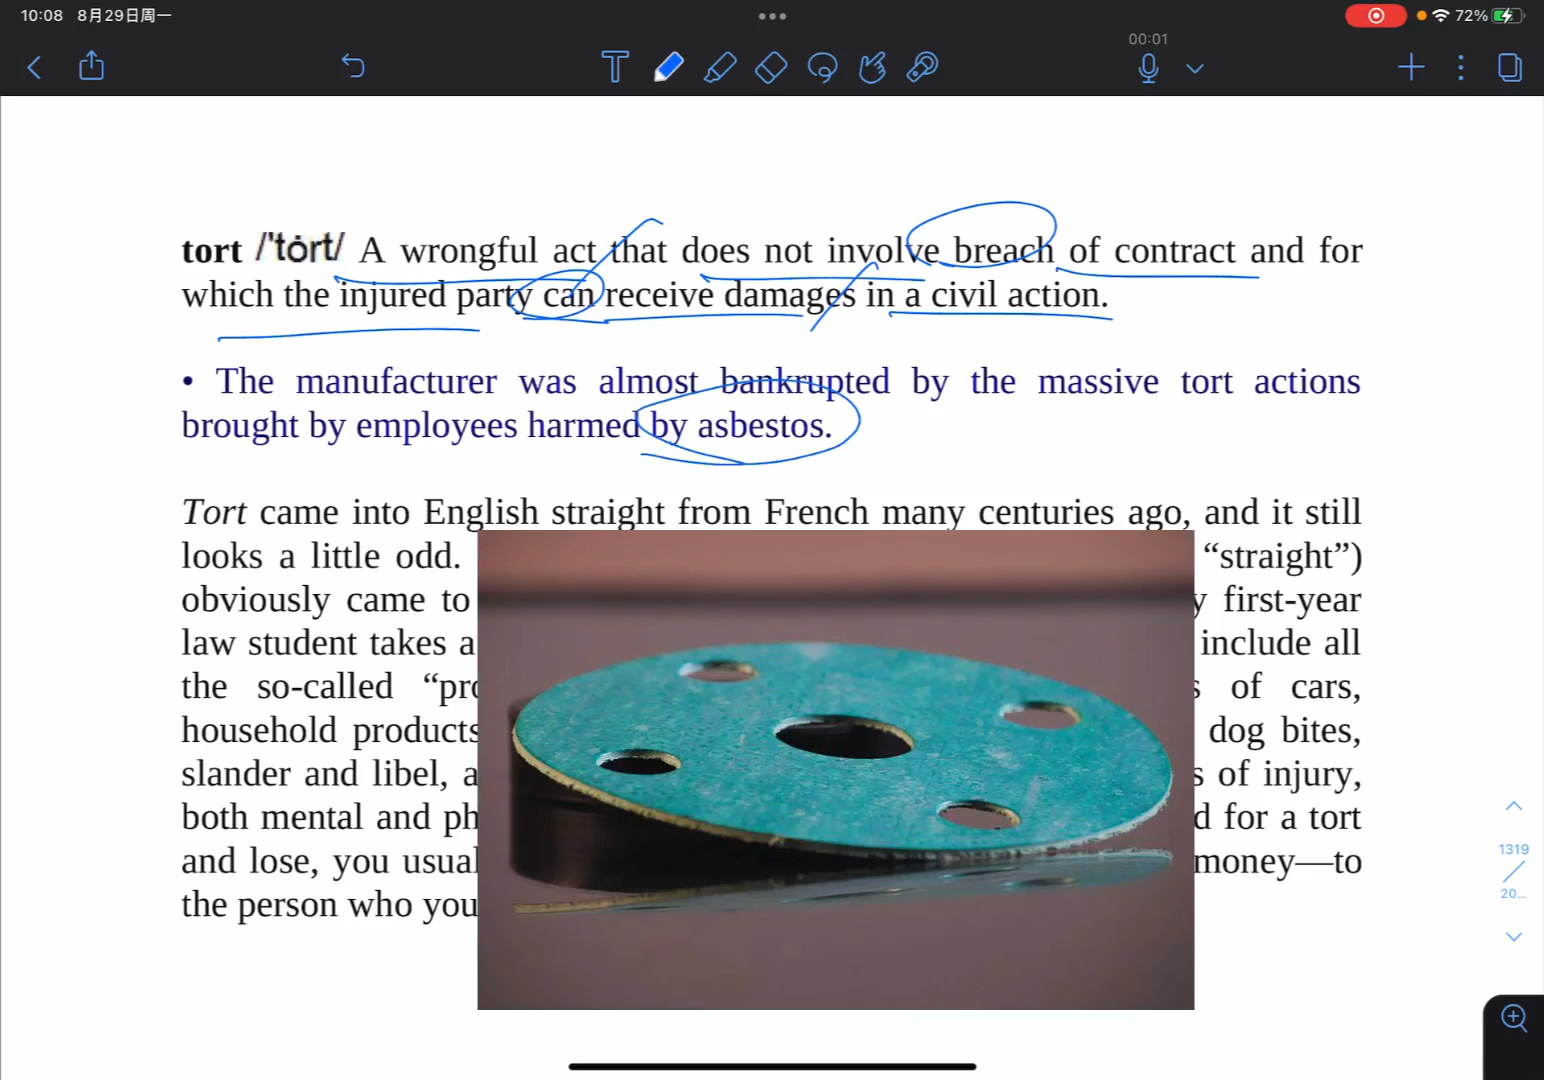 10:08 8月29日周一
72%
00:01
tort /ˈtȯrt/ A wrongful act that does not involve breach of contract and for
which the injured party can receive damages in a civil action.
• The manufacturer was almost bankrupted by the massive tort actions
brought by employees harmed by asbestos.
Tort came into English straight from French many centuries ago, and it still
looks a little odd. “straight”)
obviously came to first-year
law student takes a include all
the so-called of cars,
household products dog bites,
slander and libel, of injury,
both mental and for a tort
and lose, you money—to
the person who you
1319
20...